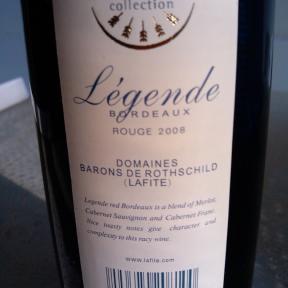 collection
Légende
BORDEAUX
ROUGE 2008
DOMAINES
BARONS DE ROTHSCHILD
(LAFITE)
Legende red Bordeaux is a blend of Merlot,
Cabernet Sauvignon and Cabernet Franc.
Nice toasty notes give character and
complexity to this racy wine.
www.lafite.com